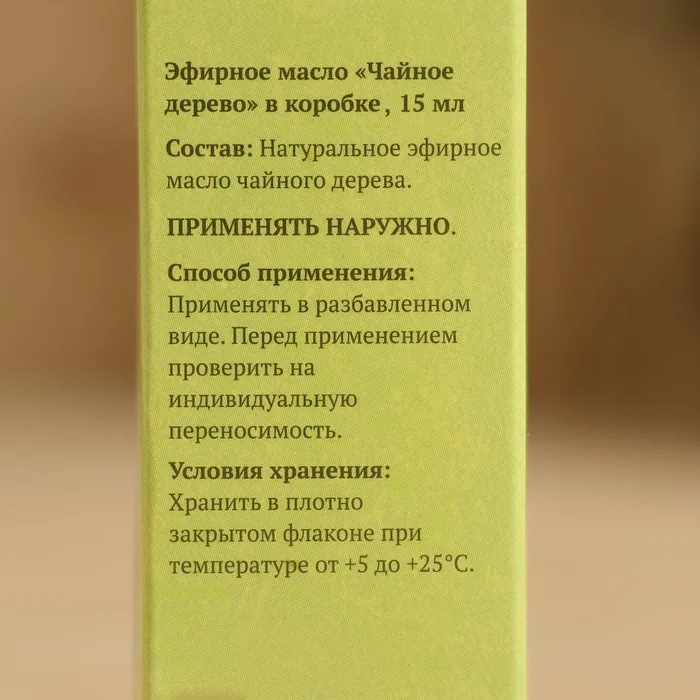 Эфирное масло «Чайное
дерево» в коробке, 15 мл
Состав: Натуральное эфирное
масло чайного дерева.
ПРИМЕНЯТЬ НАРУЖНО.
Способ применения:
Применять в разбавленном
виде. Перед применением
проверить на
индивидуальную
переносимость.
Условия хранения:
Хранить в плотно
закрытом флаконе при
температуре от +5 до +25°С.